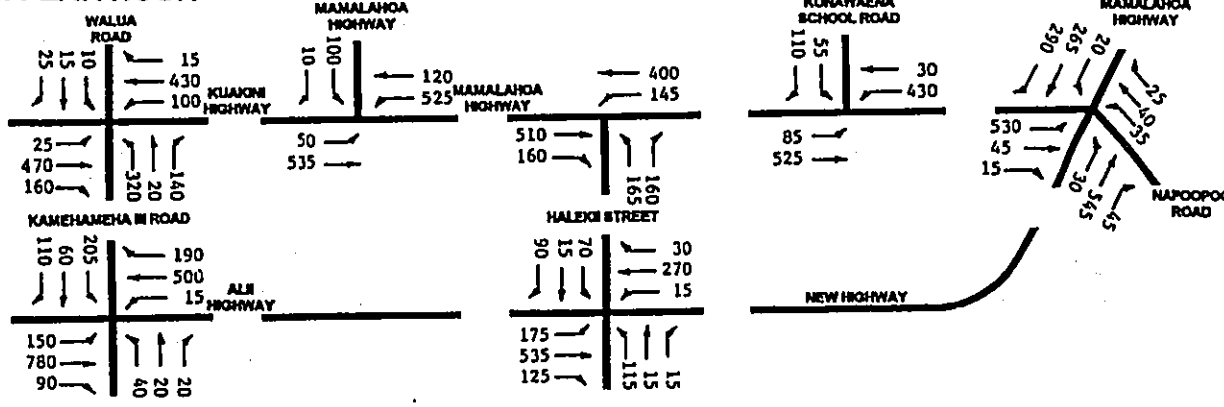 WALUA
ROAD
25 15 10
15
430
100
KUAKINI
HIGHWAY
25
470
160
320 20 140
MAMALAHOA
HIGHWAY
10 100
120
525
50
535
MAMALAHOA
HIGHWAY
400
145
510
160
165 160
KONAWAENA
SCHOOL ROAD
110 55
30
430
85
525
MAMALAHOA
HIGHWAY
290 265 20
25
40
35
530
45
15
30 545 45
NAPOOPOO
ROAD
KAMEHAMEHA III ROAD
110 60 205
190
500
15
ALII
HIGHWAY
150
780
90
40 20 20
HALEKII STREET
90 15 70
30
270
15
175
535
125
115 15 15
NEW HIGHWAY